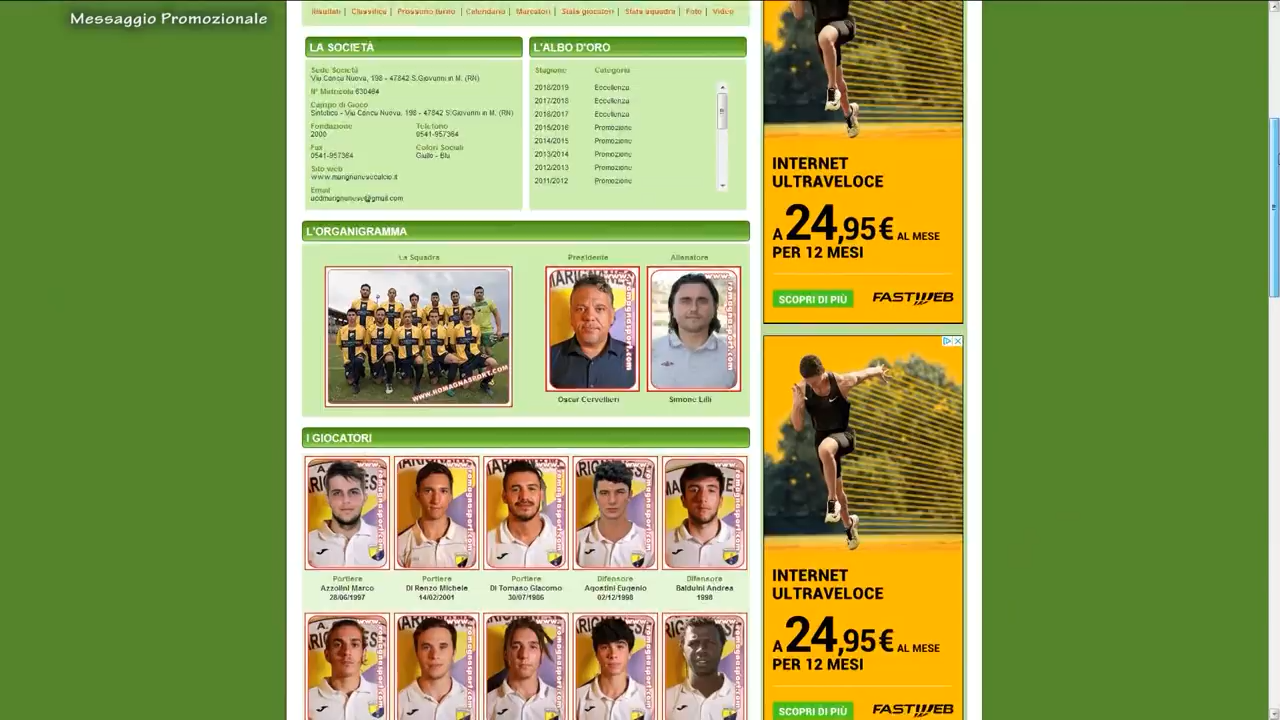 Messaggio Promozionale
Risultati | Classifica | Prossimo turno | Calendario | Marcatori | Stats giocatori | Stats squadra | Foto | Video
LA SOCIETÀ
Sede Società
Via Conca Nuova, 198 - 47842 S.Giovanni in M. (RN)
N° Matricola 630464
Campo di Gioco
Sintetico - Via Conca Nuova, 198 - 47842 S.Giovanni in M. (RN)
Fondazione Telefono
2000 0541-957364
Fax Colori Sociali
0541-957364 Giallo - Blu
Sito web
www.marignanesecalcio.it
Email
L'ALBO D'ORO
Stagione Categoria
2018/2019 Eccellenza
2017/2018 Eccellenza
2016/2017 Eccellenza
2015/2016 Promozione
2014/2015 Promozione
2013/2014 Promozione
2012/2013 Promozione
2011/2012 Promozione
L'ORGANIGRAMMA
La Squadra Presidente Allenatore
WWW.ROMAGNASPORT.COM
Oscar Cervellieri Simone Lilli
I GIOCATORI
Portiere Portiere Portiere Difensore Difensore
Azzolini Marco Di Renzo Michele Di Tomaso Giacomo Agostini Eugenio Balduini Andrea
28/06/1997 14/02/2001 30/07/1986 02/12/1998 1998
INTERNET
ULTRAVELOCE
A 24,95€ AL MESE
PER 12 MESI
SCOPRI DI PIÙ FASTWEB
INTERNET
ULTRAVELOCE
A 24,95€ AL MESE
PER 12 MESI
SCOPRI DI PIÙ FASTWEB